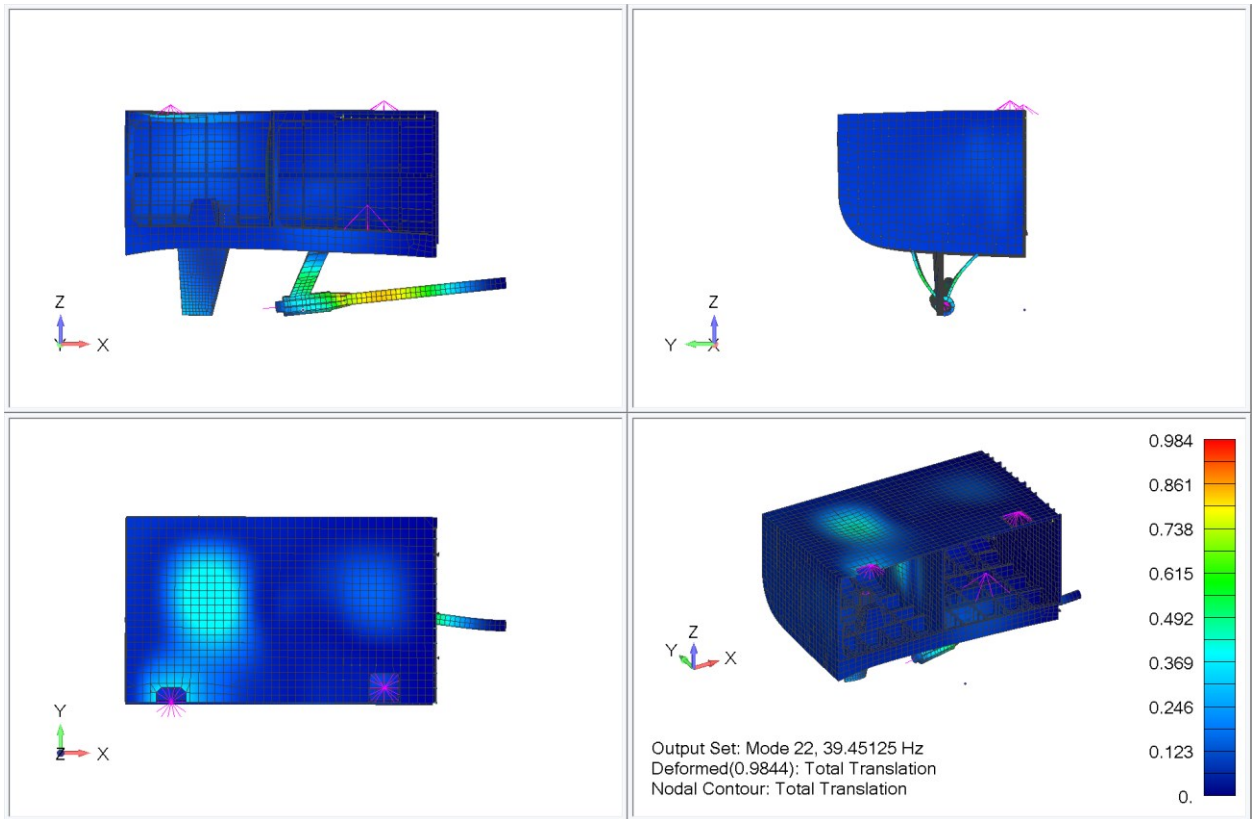 Z
Y
X
Z
Y
X
Y
Z
X
Z
Y
X
0.984
0.861
0.738
0.615
0.492
0.369
0.246
0.123
0.
Output Set: Mode 22, 39.45125 Hz
Deformed(0.9844): Total Translation
Nodal Contour: Total Translation